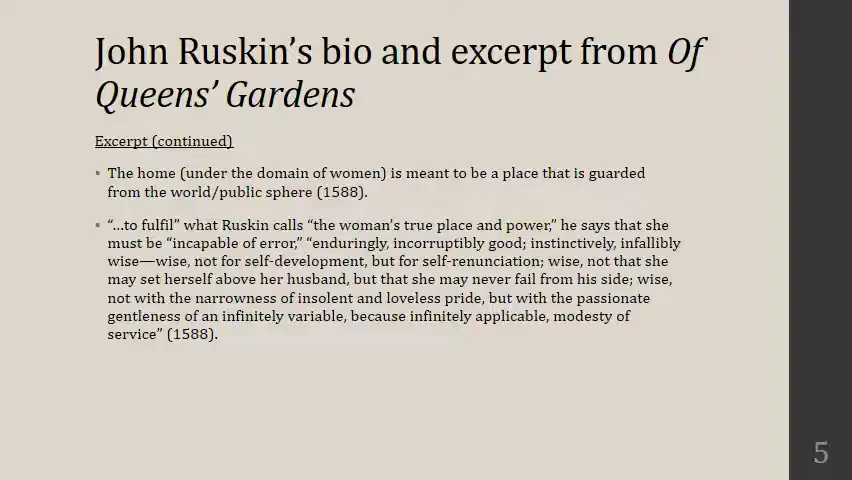 John Ruskin’s bio and excerpt from Of
Queens’ Gardens
Excerpt (continued)
▪ The home (under the domain of women) is meant to be a place that is guarded
from the world/public sphere (1588).
▪ “…to fulfil” what Ruskin calls “the woman’s true place and power,” he says that she
must be “incapable of error,” “enduringly, incorruptibly good; instinctively, infallibly
wise—wise, not for self-development, but for self-renunciation; wise, not that she
may set herself above her husband, but that she may never fail from his side; wise,
not with the narrowness of insolent and loveless pride, but with the passionate
gentleness of an infinitely variable, because infinitely applicable, modesty of
service” (1588).
5